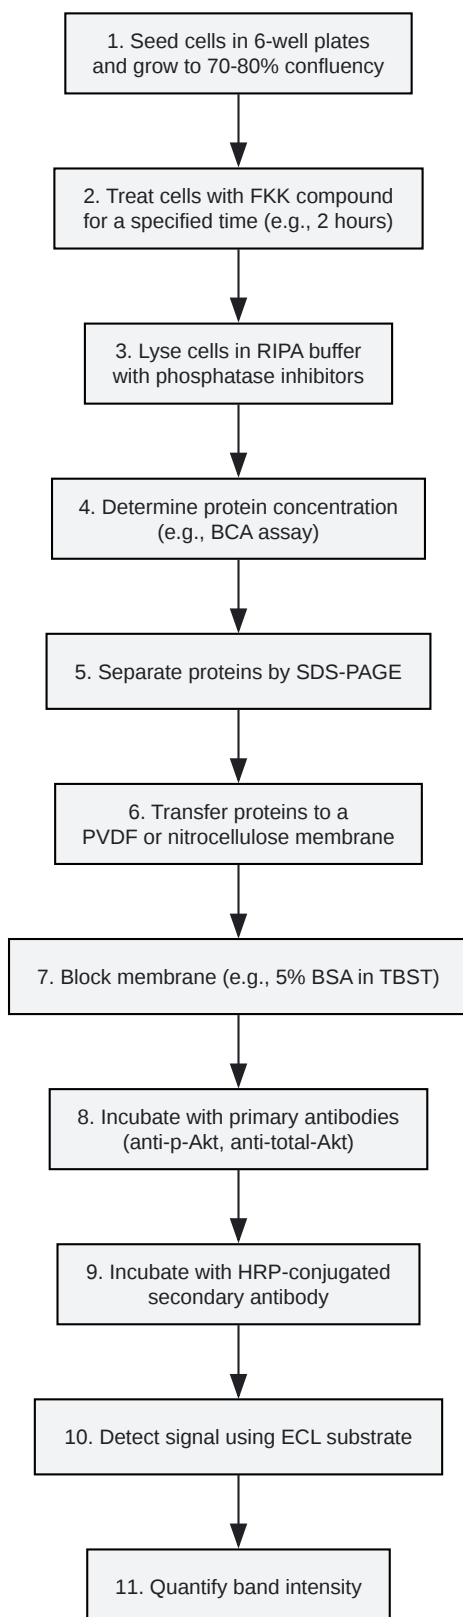 1. Seed cells in 6-well plates
and grow to 70-80% confluency
2. Treat cells with FKK compound
for a specified time (e.g., 2 hours)
3. Lyse cells in RIPA buffer
with phosphatase inhibitors
4. Determine protein concentration
(e.g., BCA assay)
5. Separate proteins by SDS-PAGE
6. Transfer proteins to a
PVDF or nitrocellulose membrane
7. Block membrane (e.g., 5% BSA in TBST)
8. Incubate with primary antibodies
(anti-p-Akt, anti-total-Akt)
9. Incubate with HRP-conjugated
secondary antibody
10. Detect signal using ECL substrate
11. Quantify band intensity